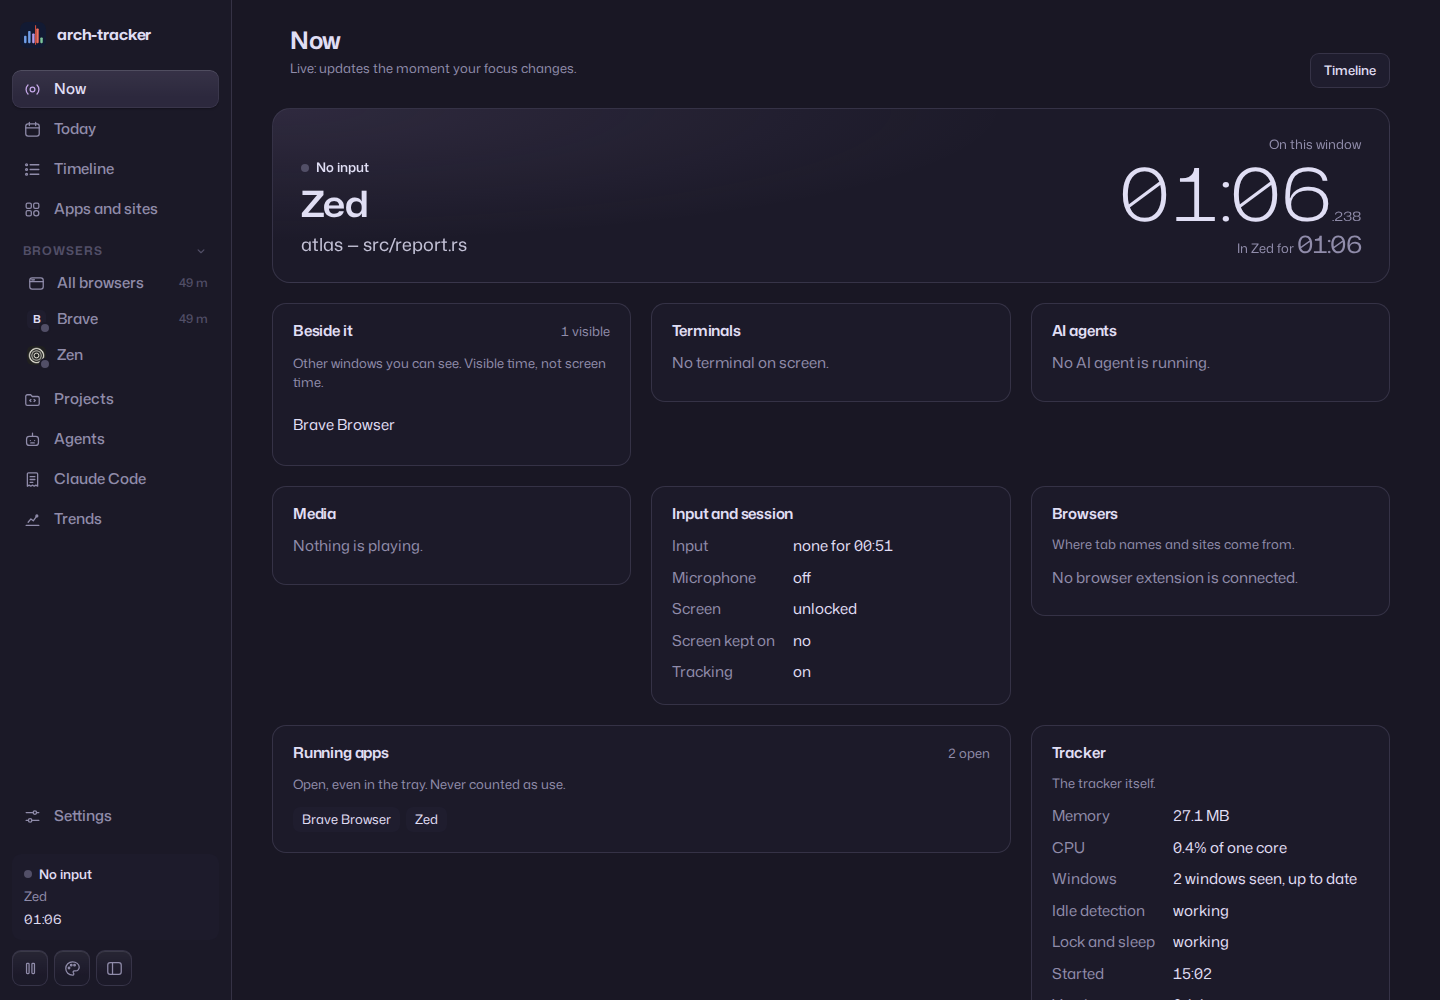 arch-tracker
Now
Today
Timeline
Apps and sites
BROWSERS
All browsers 49 m
B Brave 49 m
Zen
Projects
Agents
Claude Code
Trends
Settings
No input
Zed
01:06
Now
Live: updates the moment your focus changes.
Timeline
No input
Zed
atlas — src/report.rs
On this window
01:06.238
In Zed for 01:06
Beside it 1 visible
Other windows you can see. Visible time, not screen
time.
Brave Browser
Terminals
No terminal on screen.
AI agents
No AI agent is running.
Media
Nothing is playing.
Input and session
Input none for 00:51
Microphone off
Screen unlocked
Screen kept on no
Tracking on
Browsers
Where tab names and sites come from.
No browser extension is connected.
Running apps 2 open
Open, even in the tray. Never counted as use.
Brave Browser Zed
Tracker
The tracker itself.
Memory 27.1 MB
CPU 0.4% of one core
Windows 2 windows seen, up to date
Idle detection working
Lock and sleep working
Started 15:02